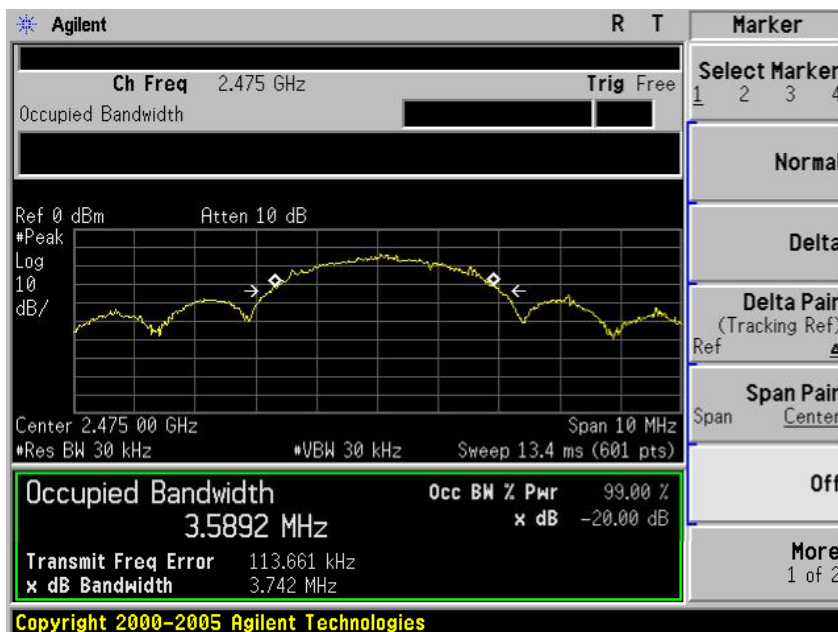 Agilent R T Marker
Ch Freq 2.475 GHz Trig Free
Occupied Bandwidth
Ref 0 dBm Atten 10 dB
#Peak
Log
10
dB/
Center 2.475 00 GHz Span 10 MHz
#Res BW 30 kHz #VBW 30 kHz Sweep 13.4 ms (601 pts)
Occupied Bandwidth Occ BW % Pwr 99.00 %
3.5892 MHz x dB -20.00 dB
Transmit Freq Error 113.661 kHz
x dB Bandwidth 3.742 MHz
Copyright 2000-2005 Agilent Technologies
Select Marker
1 2 3 4
Normal
Delta
Delta Pair
(Tracking Ref)
Ref Δ
Span Pair
Span Center
Off
More
1 of 2